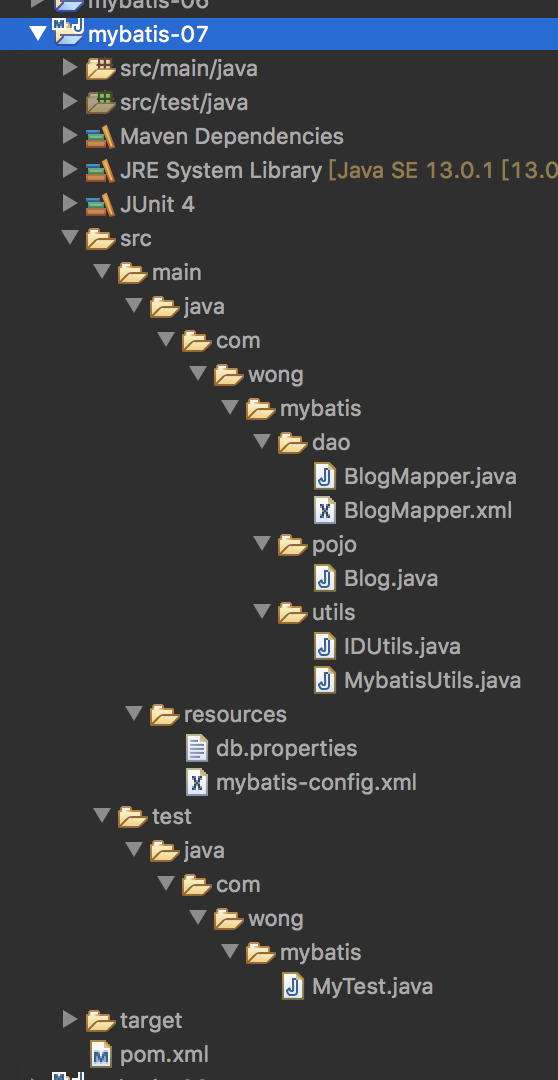 mybatis-06
mybatis-07
src/main/java
src/test/java
Maven Dependencies
JRE System Library [Java SE 13.0.1 [13.0
JUnit 4
src
main
java
com
wong
mybatis
dao
BlogMapper.java
BlogMapper.xml
pojo
Blog.java
utils
IDUtils.java
MybatisUtils.java
resources
db.properties
mybatis-config.xml
test
java
com
wong
mybatis
MyTest.java
target
pom.xml